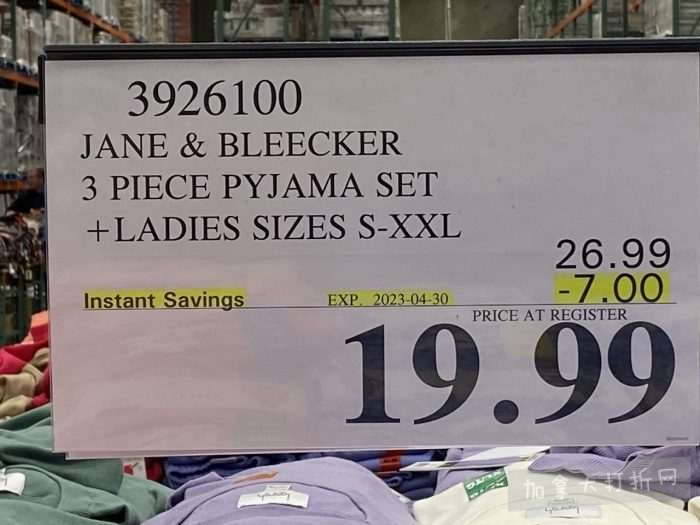 3926100
JANE & BLEECKER
3 PIECE PYJAMA SET
+LADIES SIZES S-XXL
26.99
Instant Savings EXP. 2023-04-30 -7.00
PRICE AT REGISTER
19.99
加拿大打折网